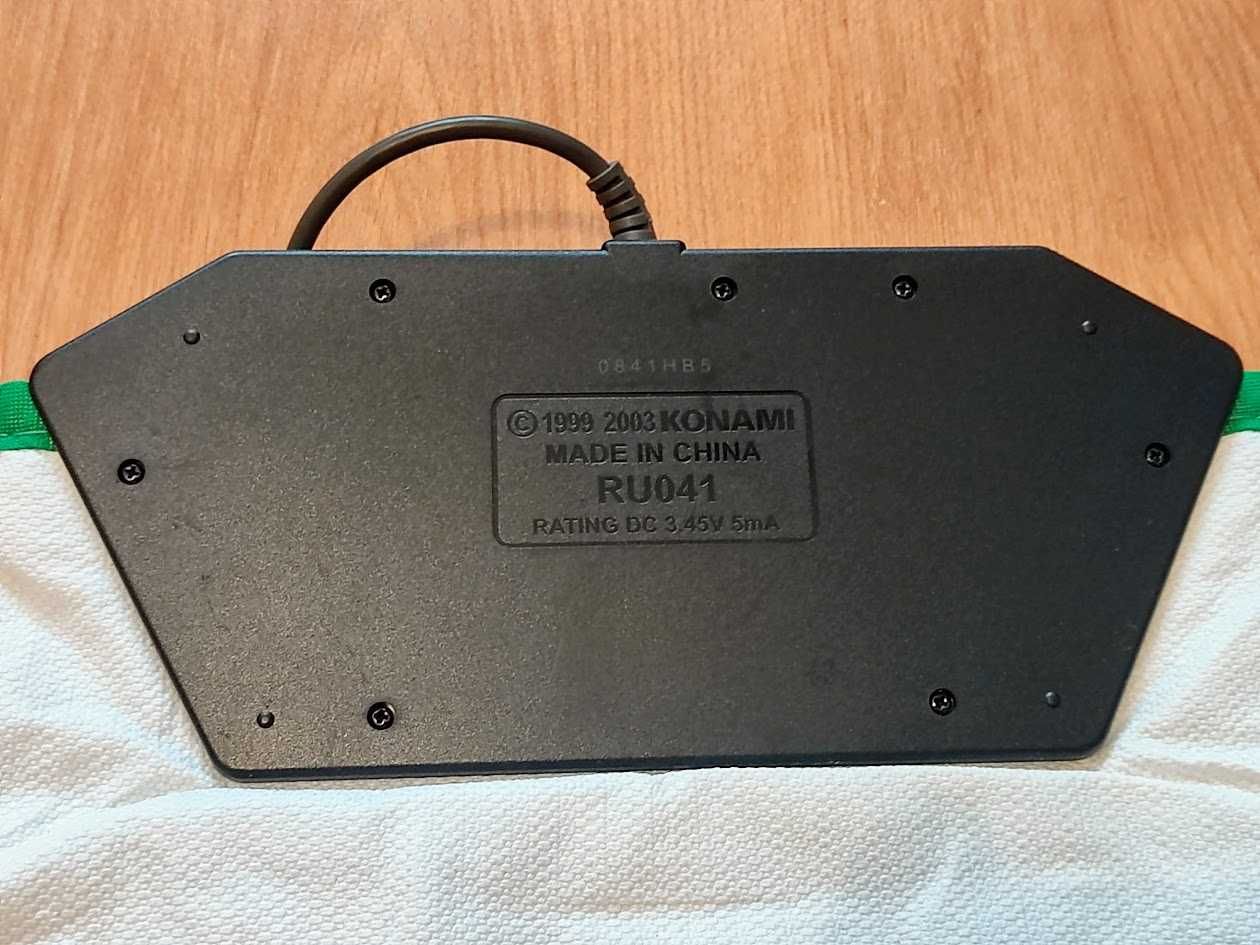 0841HB5
© 1999 2003 KONAMI
MADE IN CHINA
RU041
RATING DC 3.45V 5mA